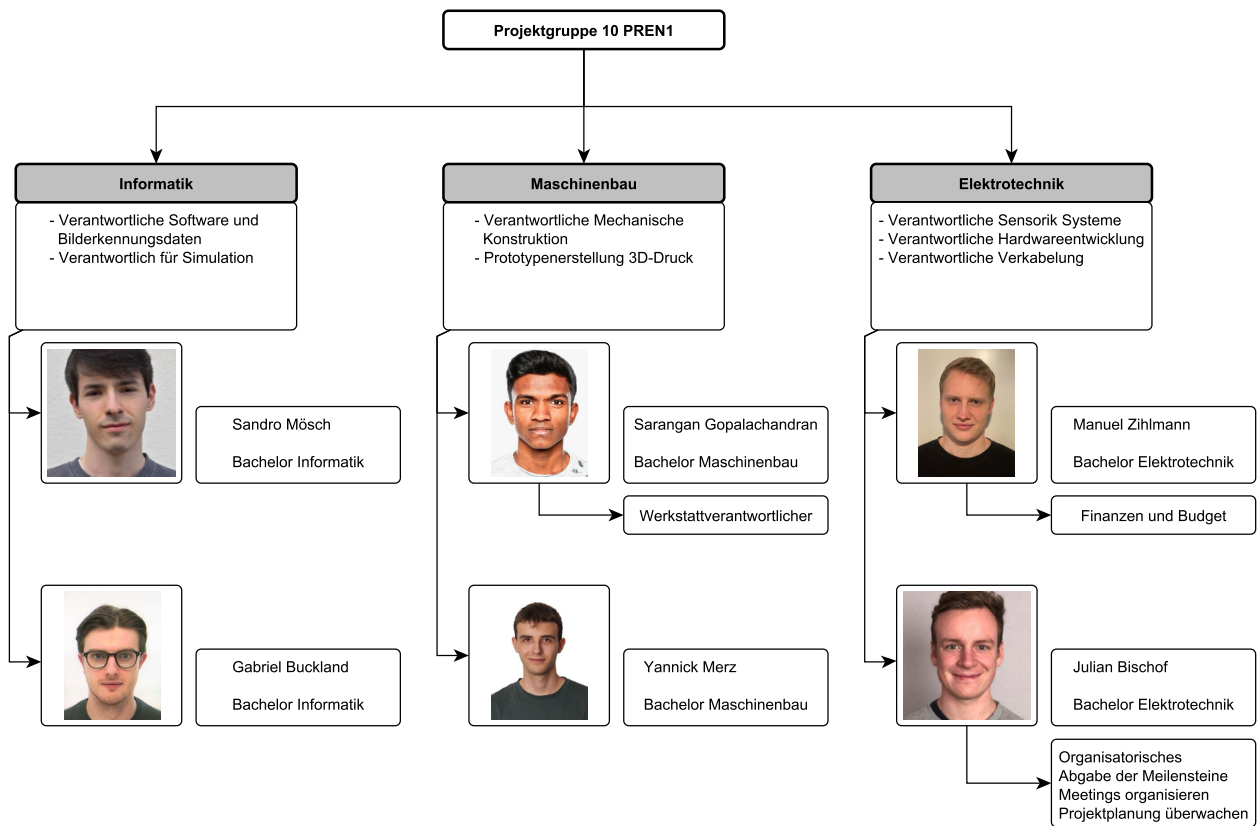 Projektgruppe 10 PREN1
Informatik
- Verantwortliche Software und
Bilderkennungsdaten
- Verantwortlich für Simulation
Sandro Mösch
Bachelor Informatik
Gabriel Buckland
Bachelor Informatik
Maschinenbau
- Verantwortliche Mechanische
Konstruktion
- Prototypenerstellung 3D-Druck
Sarangan Gopalachandran
Bachelor Maschinenbau
Werkstattverantwortlicher
Yannick Merz
Bachelor Maschinenbau
Elektrotechnik
- Verantwortliche Sensorik Systeme
- Verantwortliche Hardwareentwicklung
- Verantwortliche Verkabelung
Manuel Zihlmann
Bachelor Elektrotechnik
Finanzen und Budget
Julian Bischof
Bachelor Elektrotechnik
Organisatorisches
Abgabe der Meilensteine
Meetings organisieren
Projektplanung überwachen